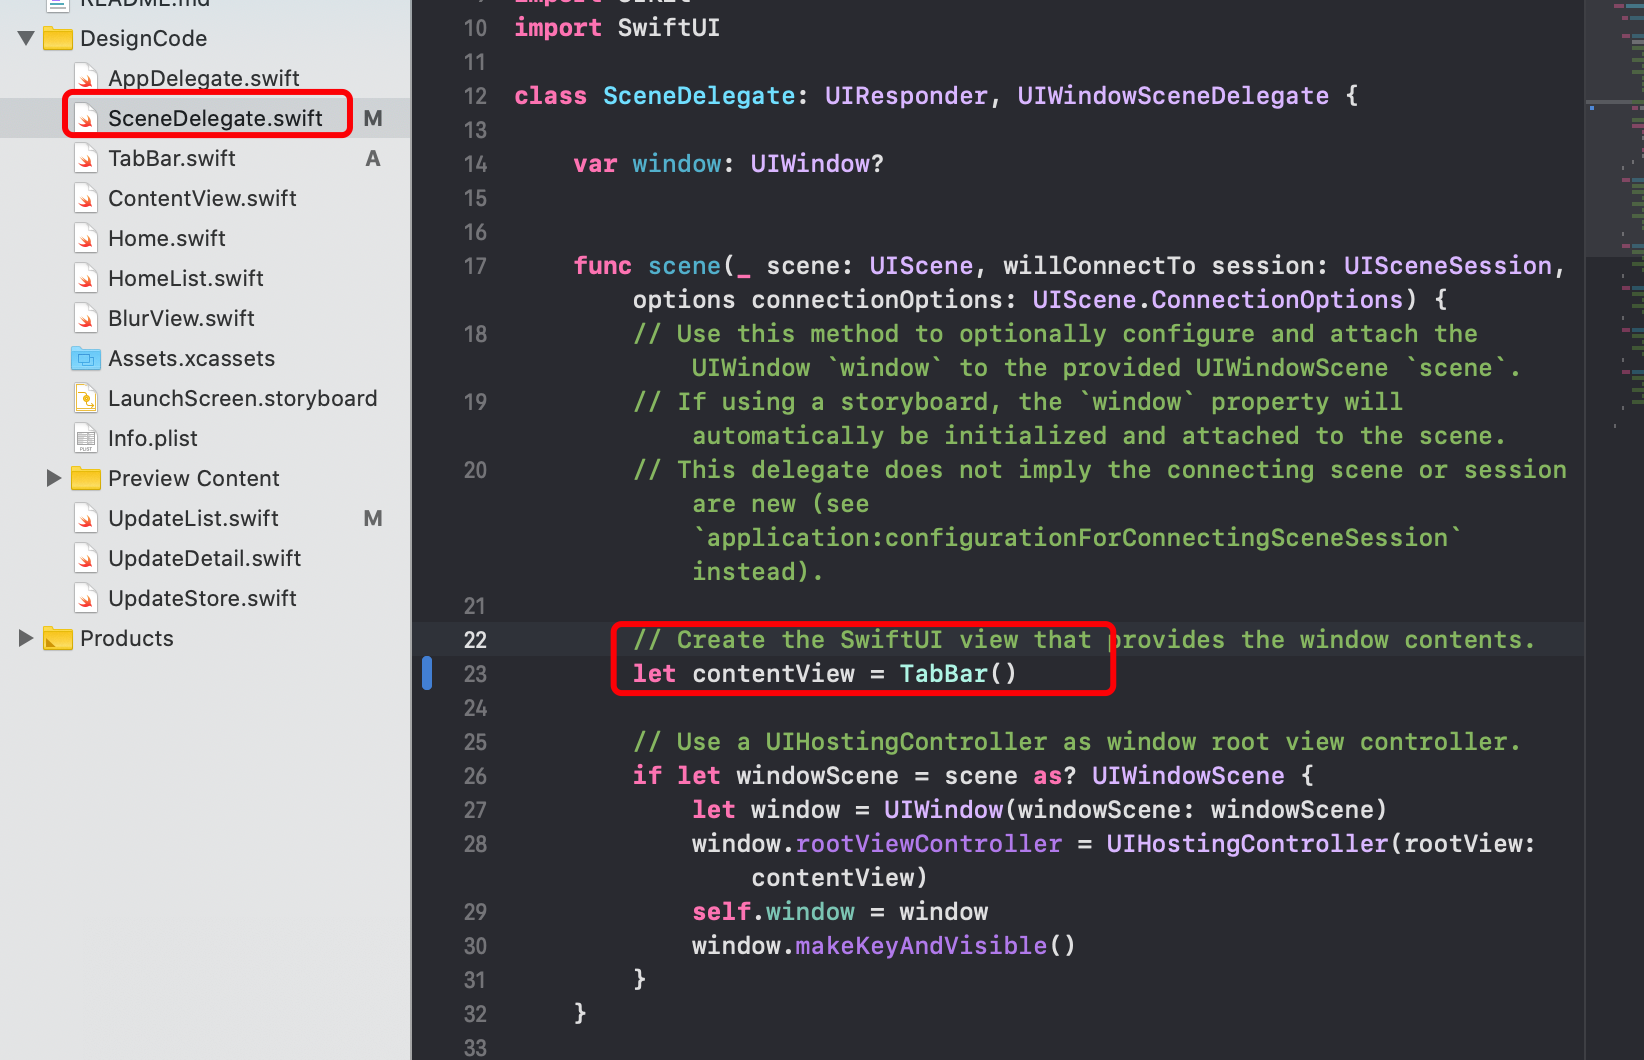 README.md
DesignCode
AppDelegate.swift
SceneDelegate.swift M
TabBar.swift A
ContentView.swift
Home.swift
HomeList.swift
BlurView.swift
Assets.xcassets
LaunchScreen.storyboard
Info.plist
Preview Content
UpdateList.swift M
UpdateDetail.swift
UpdateStore.swift
Products
9 import UIKit
10 import SwiftUI
11
12 class SceneDelegate: UIResponder, UIWindowSceneDelegate {
13
14 var window: UIWindow?
15
16
17 func scene(_ scene: UIScene, willConnectTo session: UISceneSession,
options connectionOptions: UIScene.ConnectionOptions) {
18 // Use this method to optionally configure and attach the
UIWindow `window` to the provided UIWindowScene `scene`.
19 // If using a storyboard, the `window` property will
automatically be initialized and attached to the scene.
20 // This delegate does not imply the connecting scene or session
are new (see
`application:configurationForConnectingSceneSession`
instead).
21
22 // Create the SwiftUI view that provides the window contents.
23 let contentView = TabBar()
24
25 // Use a UIHostingController as window root view controller.
26 if let windowScene = scene as? UIWindowScene {
27 let window = UIWindow(windowScene: windowScene)
28 window.rootViewController = UIHostingController(rootView:
contentView)
29 self.window = window
30 window.makeKeyAndVisible()
31 }
32 }
33